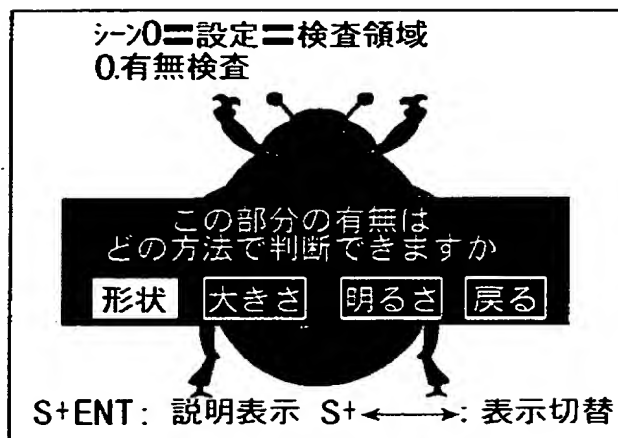 シーン0〓設定〓検査領域
0.有無検査
この部分の有無は
どの方法で判断できますか
形状 大きさ 明るさ 戻る
S+ENT: 説明表示 S+←→: 表示切替